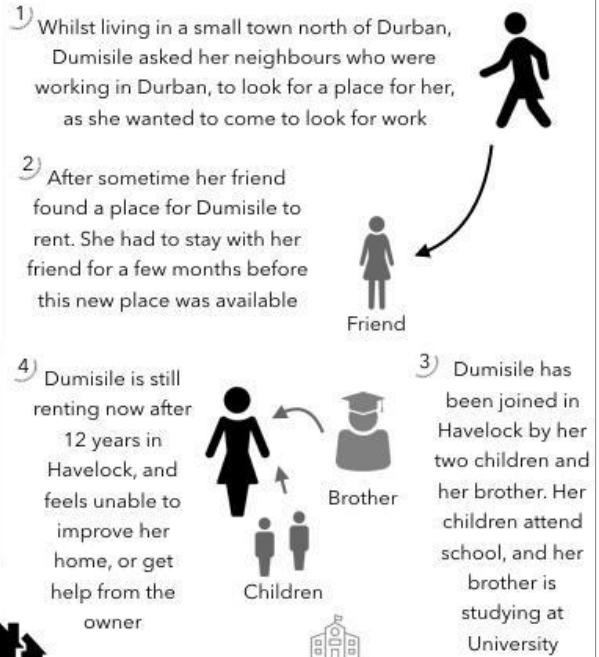 1)
Whilst living in a small town north of Durban,
Dumisile asked her neighbours who were
working in Durban, to look for a place for her,
as she wanted to come to look for work
2)
After sometime her friend
found a place for Dumisile to
rent. She had to stay with her
friend for a few months before
this new place was available
Friend
3)
Dumisile has
been joined in
Havelock by her
two children and
her brother. Her
children attend
school, and her
brother is
studying at
University
4)
Dumisile is still
renting now after
12 years in
Havelock, and
feels unable to
improve her
home, or get
help from the
owner
Brother
Children